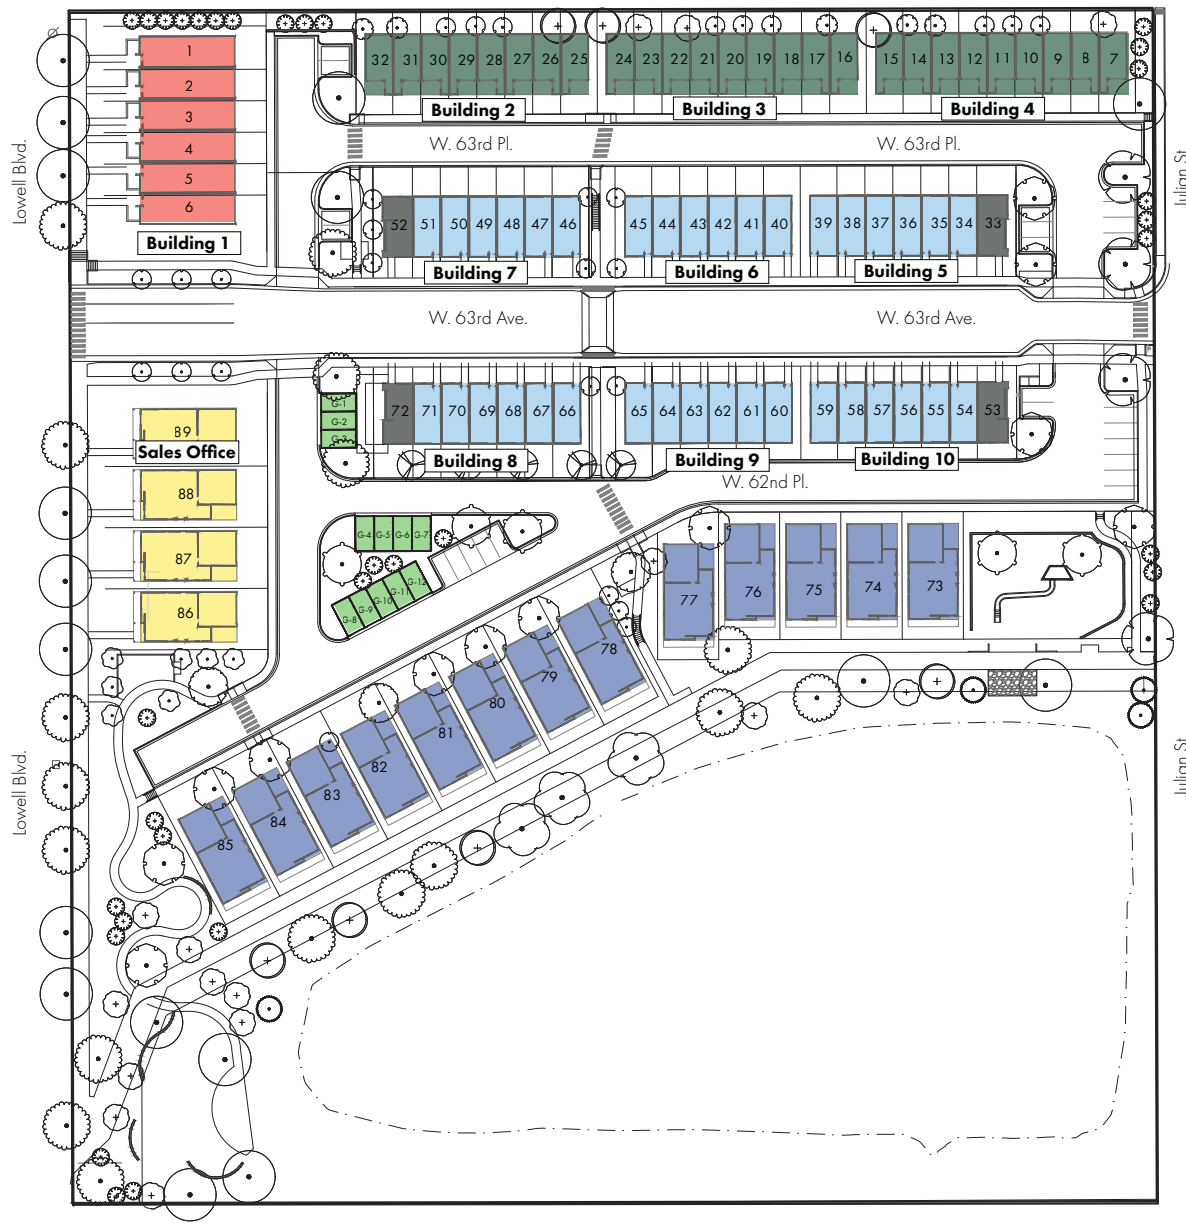 1
2
3
4
5
6
Building 1
32 31 30 29 28 27 26 25
Building 2
24 23 22 21 20 19 18 17 16
Building 3
15 14 13 12 11 10 9 8 7
Building 4
Lowell Blvd.
Julian St.
W. 63rd Pl.
W. 63rd Pl.
52 51 50 49 48 47 46
Building 7
45 44 43 42 41 40
Building 6
39 38 37 36 35 34 33
Building 5
W. 63rd Ave.
W. 63rd Ave.
G-1
G-2
G-3
72 71 70 69 68 67 66
Building 8
65 64 63 62 61 60
Building 9
59 58 57 56 55 54 53
Building 10
W. 62nd Pl.
89
Sales Office
88
87
86
G-4 G-5 G-6 G-7
G-8 G-9 G-10 G-11 G-12
77 76 75 74 73
78
79
80
81
82
83
84
85
Lowell Blvd.
Julian St.